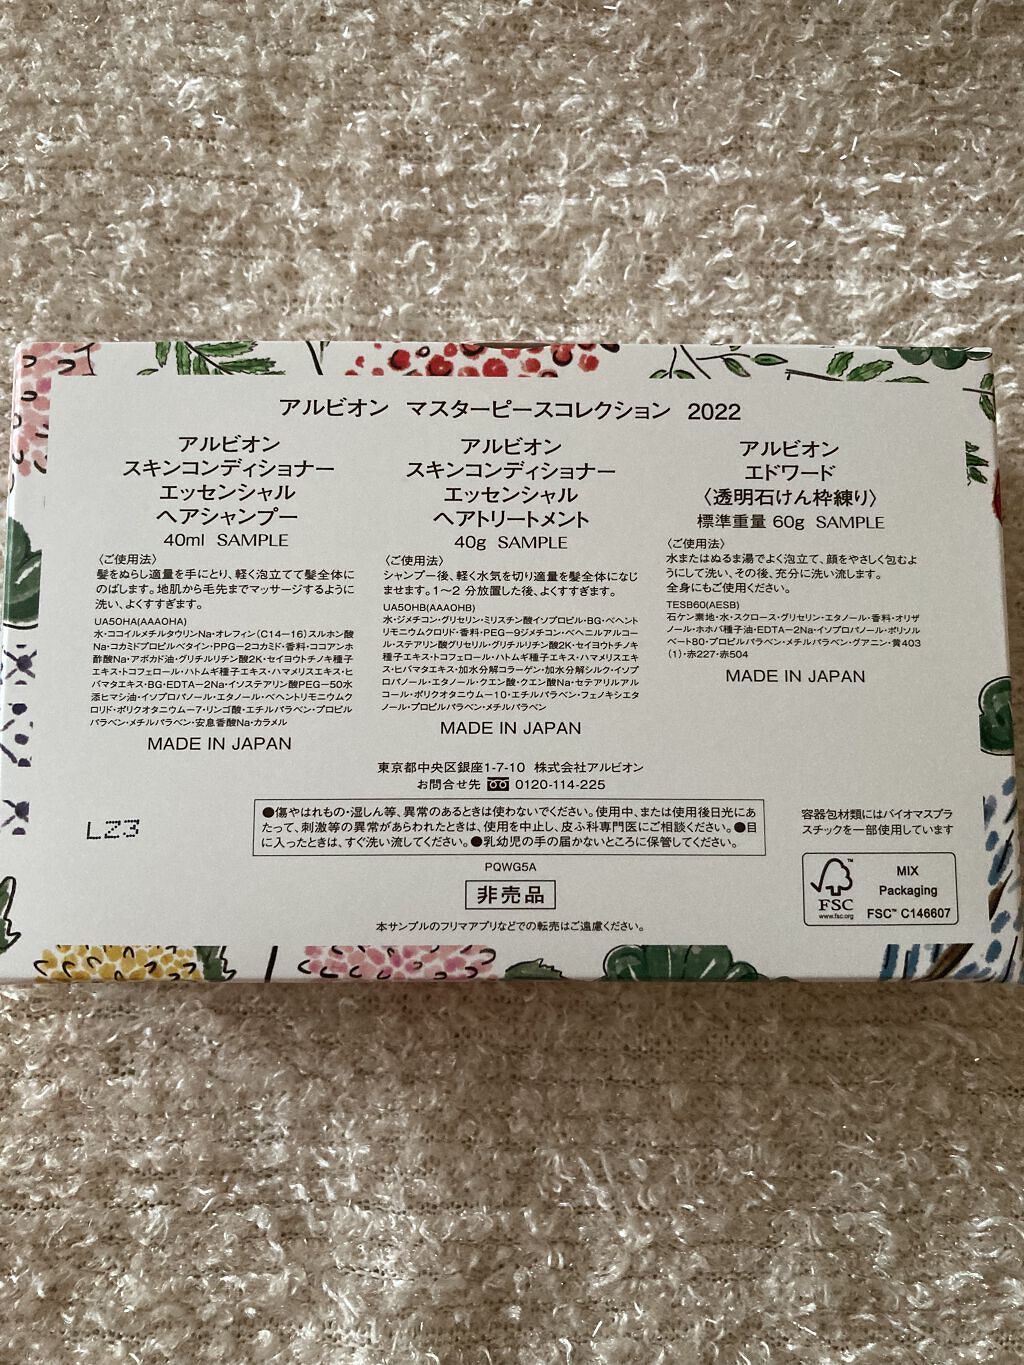 アルビオン マスターピースコレクション 2022
アルビオン
スキンコンディショナー
エッセンシャル
ヘアシャンプー
40ml SAMPLE
〈ご使用法〉
髪をぬらし適量を手にとり、軽く泡立てて髪全体に
のばします。地肌から毛先までマッサージするように
洗い、よくすすぎます。
UA5OHA(AAAOHA)
水・ココイルメチルタウリンNa・オレフィン(C14-16)スルホン酸
Na・コカミドプロピルベタイン・PPG-2コカミド・香料・ココアンホ
酢酸Na・アボカド油・グリチルリチン酸2K・セイヨウトチノキ種子
エキス・トコフェロール・ハトムギ種子エキス・ハマメリスエキス・ヒ
バマタエキス・BG・EDTA-2Na・イソステアリン酸PEG-50水
添ヒマシ油・イソプロパノール・エタノール・ベヘントリモニウムク
ロリド・ポリクオタニウム-7・リンゴ酸・エチルパラベン・プロピル
パラベン・メチルパラベン・安息香酸Na・カラメル
MADE IN JAPAN
アルビオン
スキンコンディショナー
エッセンシャル
ヘアトリートメント
40g SAMPLE
〈ご使用法〉
シャンプー後、軽く水気を切り適量を髪全体になじ
ませます。1〜2 分放置した後、よくすすぎます。
UA5OHB(AAAOHB)
水・ジメチコン・グリセリン・ミリスチン酸イソプロピル・BG・ベヘント
リモニウムクロリド・香料・PEG-9ジメチコン・ベヘニルアルコー
ル・ステアリン酸グリセリル・グリチルリチン酸2K・セイヨウトチノキ
種子エキス・トコフェロール・ハトムギ種子エキス・ハマメリスエキ
ス・ヒバマタエキス・加水分解コラーゲン・加水分解シルク・イソプ
ロパノール・エタノール・クエン酸・クエン酸Na・セテアリルアル
コール・ポリクオタニウム-10・エチルパラベン・フェノキシエタ
ノール・プロピルパラベン・メチルパラベン
MADE IN JAPAN
アルビオン
エドワード
〈透明石けん枠練り〉
標準重量 60g SAMPLE
〈ご使用法〉
水またはぬるま湯でよく泡立て、顔をやさしく包むよ
うにして洗い、その後、充分に洗い流します。
全身にもご使用ください。
TESB60(AESB)
石ケン素地・水・スクロース・グリセリン・エタノール・香料・オリザ
ノール・ホホバ種子油・EDTA-2Na・イソプロパノール・ポリソル
ベート80・プロピルパラベン・メチルパラベン・グアニン・黄403
(1)・赤227・赤504
MADE IN JAPAN
東京都中央区銀座1-7-10 株式会社アルビオン
お問合せ先 0120-114-225
●傷やはれもの・湿しん等、異常のあるときは使わないでください。使用中、または使用後日光にあ
たって、刺激等の異常があらわれたときは、使用を中止し、皮ふ科専門医にご相談ください。●目
に入ったときは、すぐ洗い流してください。●乳幼児の手の届かないところに保管してください。
PQWG5A
非売品
本サンプルのフリマアプリなどでの転売はご遠慮ください。
L23
容器包材類にはバイオマスプラ
スチックを一部使用しています
FSC
www.fsc.org
MIX
Packaging
FSC™ C146607